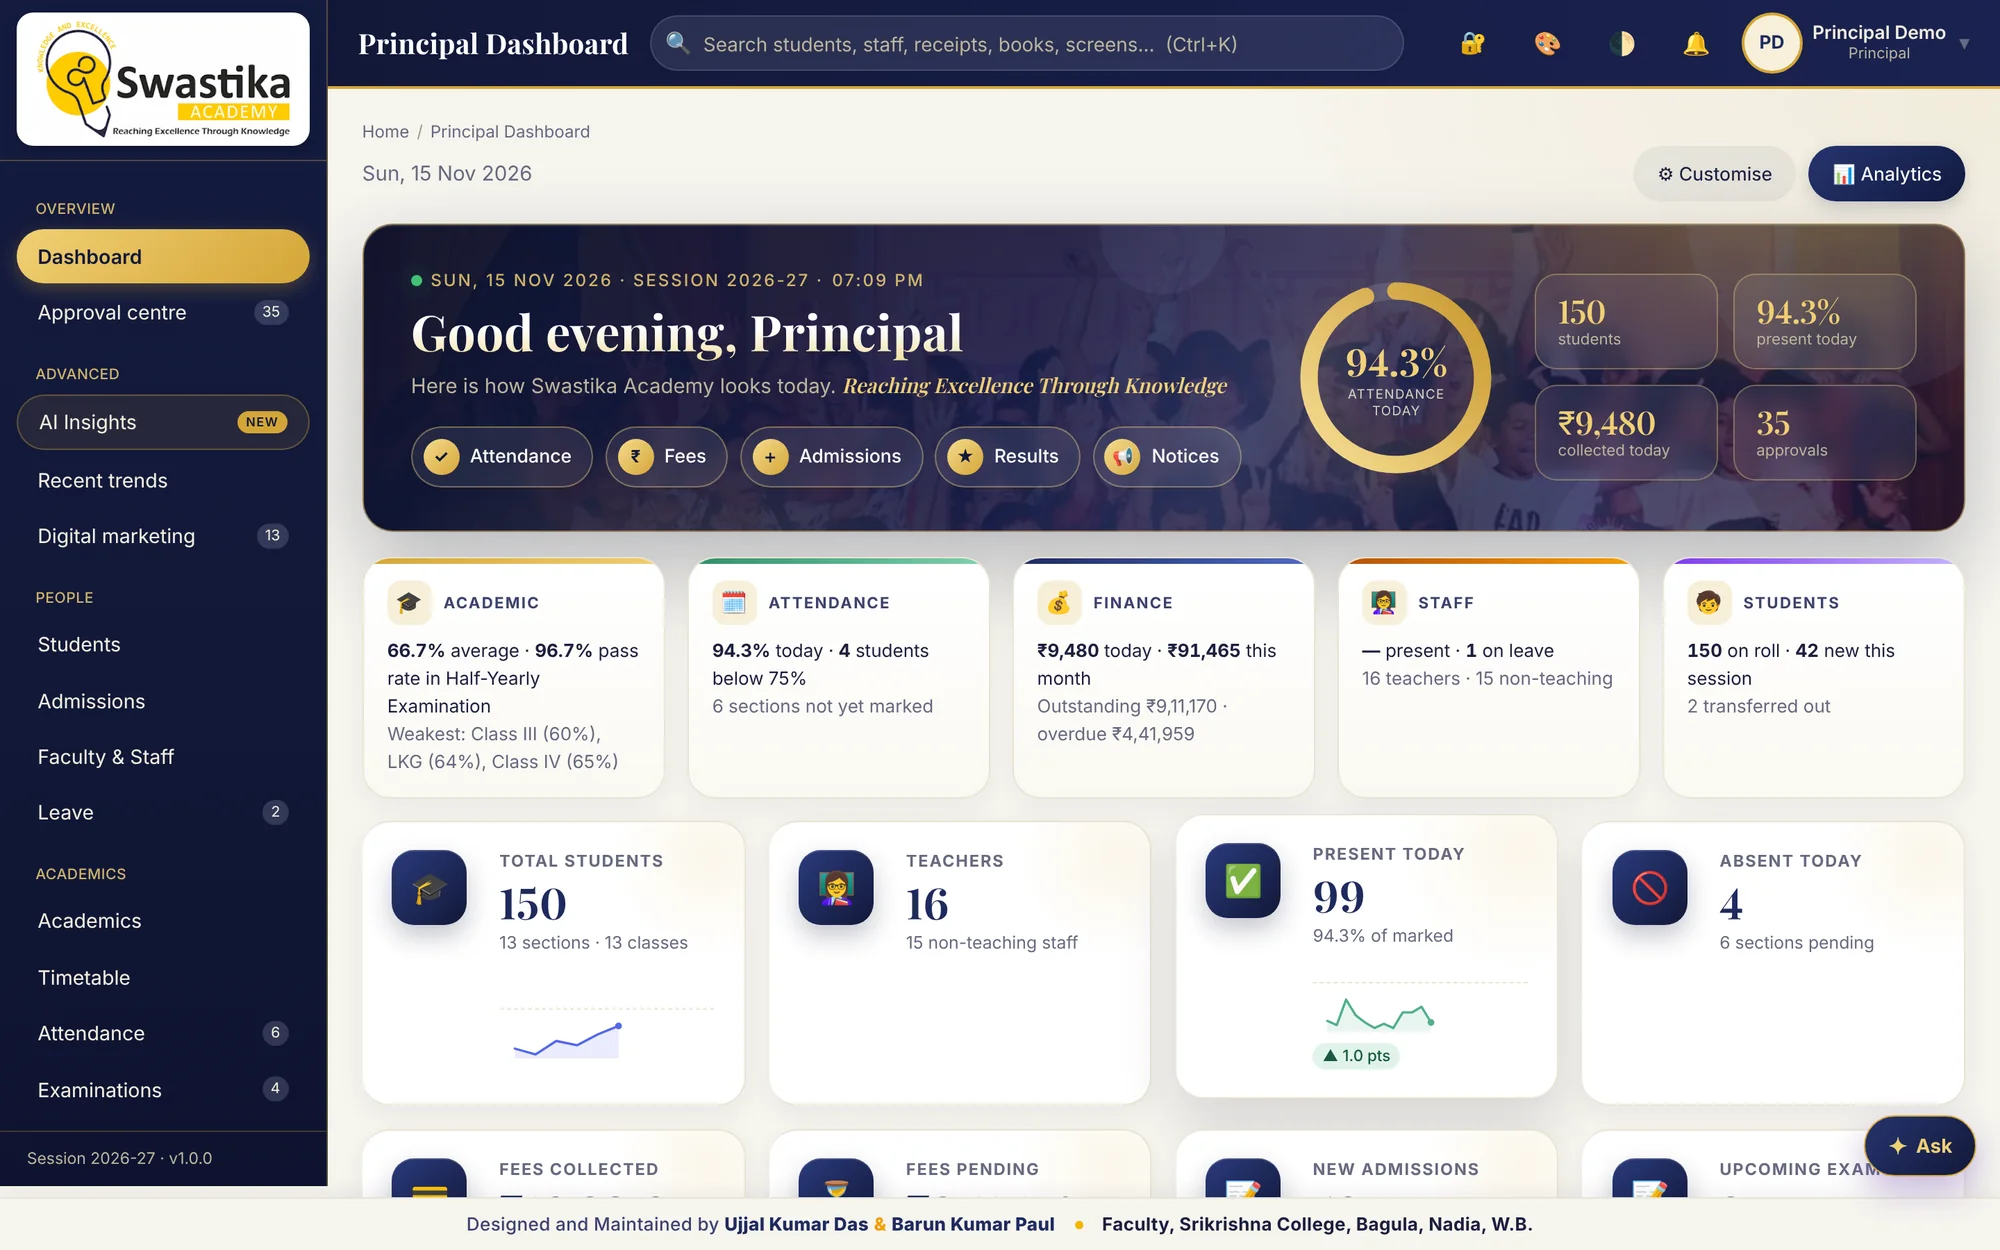 KNOWLEDGE AND EXCELLENCE
Swastika
ACADEMY
Reaching Excellence Through Knowledge
OVERVIEW
Dashboard
Approval centre 35
ADVANCED
AI Insights NEW
Recent trends
Digital marketing 13
PEOPLE
Students
Admissions
Faculty & Staff
Leave 2
ACADEMICS
Academics
Timetable
Attendance 6
Examinations 4
Session 2026-27 · v1.0.0
Principal Dashboard
Search students, staff, receipts, books, screens... (Ctrl+K)
PD
Principal Demo
Principal
Home / Principal Dashboard
Sun, 15 Nov 2026
Customise
Analytics
SUN, 15 NOV 2026 · SESSION 2026-27 · 07:09 PM
Good evening, Principal
Here is how Swastika Academy looks today. Reaching Excellence Through Knowledge
Attendance
₹ Fees
Admissions
Results
Notices
94.3%
ATTENDANCE
TODAY
150
students
94.3%
present today
₹9,480
collected today
35
approvals
ACADEMIC
66.7% average · 96.7% pass
rate in Half-Yearly
Examination
Weakest: Class III (60%),
LKG (64%), Class IV (65%)
ATTENDANCE
94.3% today · 4 students
below 75%
6 sections not yet marked
FINANCE
₹9,480 today · ₹91,465 this
month
Outstanding ₹9,11,170 ·
overdue ₹4,41,959
STAFF
— present · 1 on leave
16 teachers · 15 non-teaching
STUDENTS
150 on roll · 42 new this
session
2 transferred out
TOTAL STUDENTS
150
13 sections · 13 classes
TEACHERS
16
15 non-teaching staff
PRESENT TODAY
99
94.3% of marked
▲ 1.0 pts
ABSENT TODAY
4
6 sections pending
FEES COLLECTED
FEES PENDING
NEW ADMISSIONS
UPCOMING EXAM
Ask
Designed and Maintained by Ujjal Kumar Das & Barun Kumar Paul • Faculty, Srikrishna College, Bagula, Nadia, W.B.